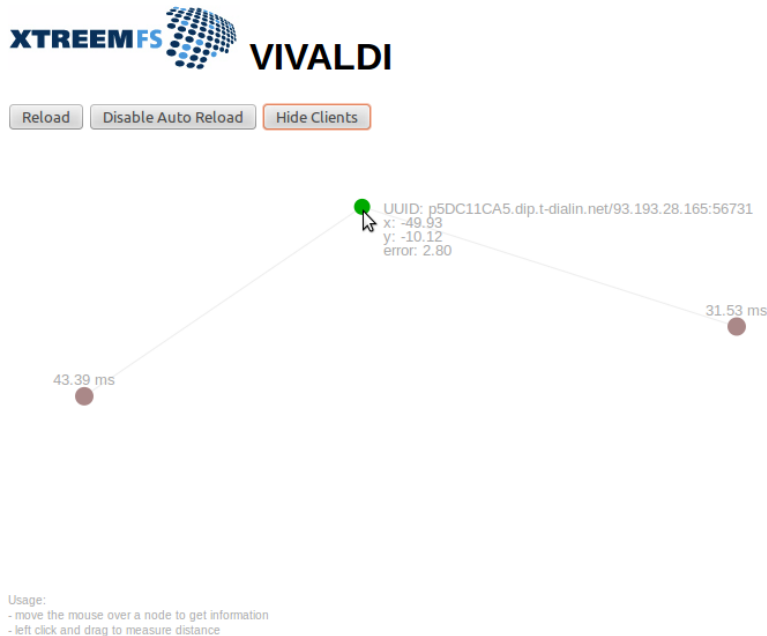 XTREEMFS VIVALDI
Reload Disable Auto Reload Hide Clients
UUID: p5DC11CA5.dip.t-dialin.net/93.193.28.165:56731
x: -49.93
y: -10.12
error: 2.80
31.53 ms
43.39 ms
Usage:
- move the mouse over a node to get information
- left click and drag to measure distance